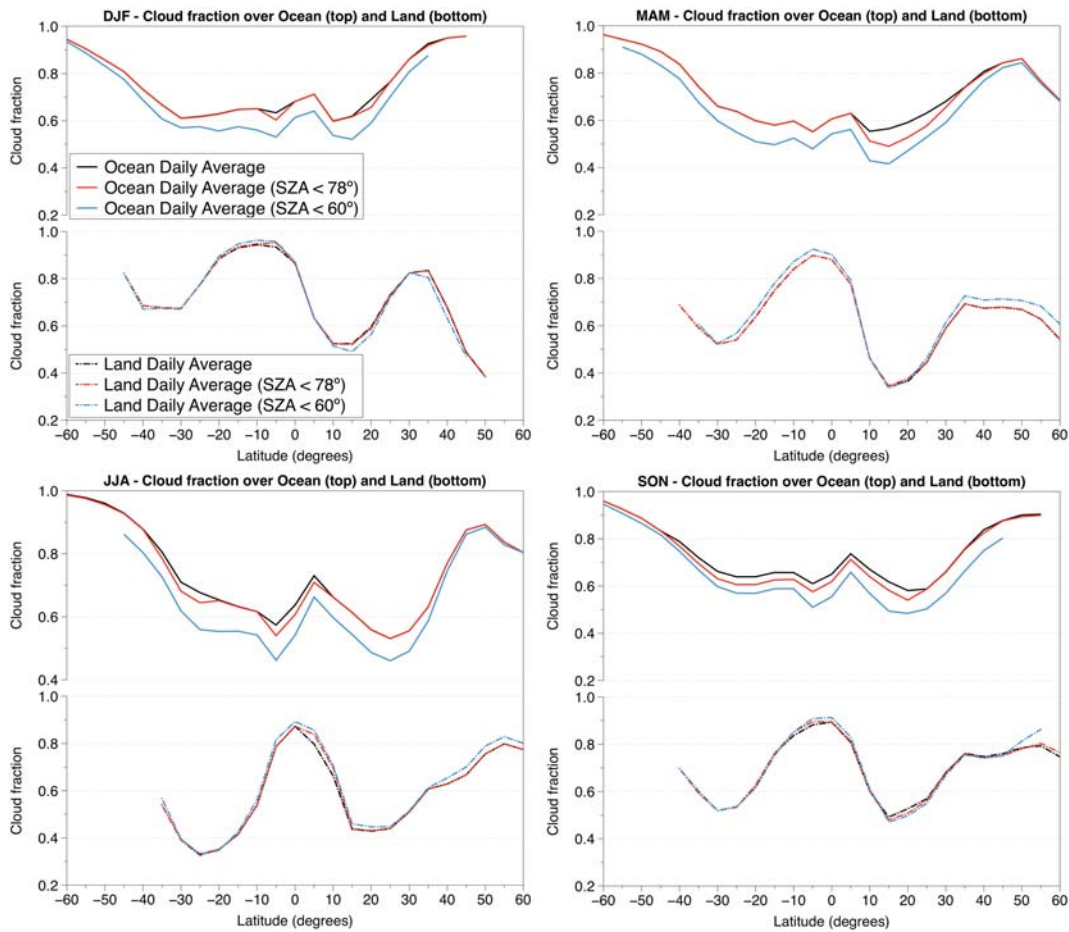 DJF - Cloud fraction over Ocean (top) and Land (bottom)
1.0
0.8
0.6
0.4
0.2
Cloud fraction
Ocean Daily Average
Ocean Daily Average (SZA < 78º)
Ocean Daily Average (SZA < 60º)
1.0
0.8
0.6
0.4
0.2
Cloud fraction
Land Daily Average
Land Daily Average (SZA < 78º)
Land Daily Average (SZA < 60º)
−60 −50 −40 −30 −20 −10 0 10 20 30 40 50 60
Latitude (degrees)
MAM - Cloud fraction over Ocean (top) and Land (bottom)
1.0
0.8
0.6
0.4
0.2
Cloud fraction
1.0
0.8
0.6
0.4
0.2
Cloud fraction
−60 −50 −40 −30 −20 −10 0 10 20 30 40 50 60
Latitude (degrees)
JJA - Cloud fraction over Ocean (top) and Land (bottom)
1.0
0.8
0.6
0.4
Cloud fraction
1.0
0.8
0.6
0.4
0.2
Cloud fraction
−60 −50 −40 −30 −20 −10 0 10 20 30 40 50 60
Latitude (degrees)
SON - Cloud fraction over Ocean (top) and Land (bottom)
1.0
0.8
0.6
0.4
0.2
Cloud fraction
1.0
0.8
0.6
0.4
0.2
Cloud fraction
−60 −50 −40 −30 −20 −10 0 10 20 30 40 50 60
Latitude (degrees)